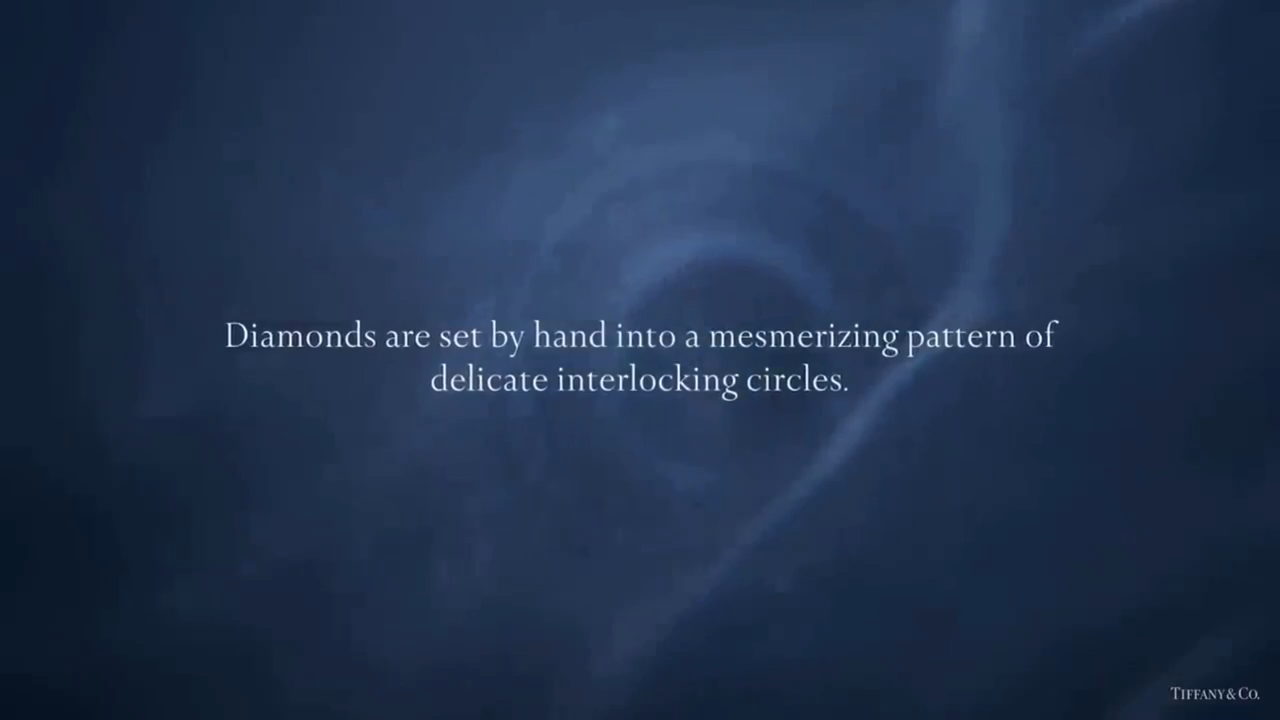 Diamonds are set by hand into a mesmerizing pattern of
delicate interlocking circles.
TIFFANY & CO.